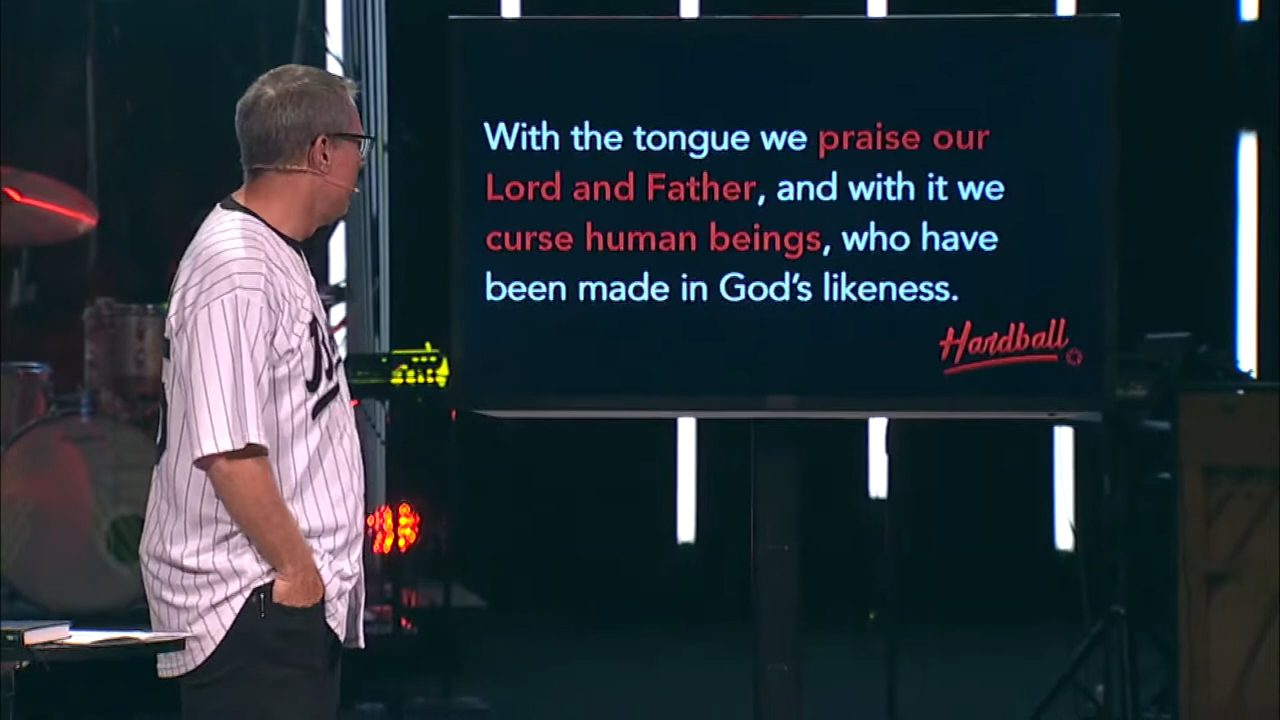 With the tongue we praise our
Lord and Father, and with it we
curse human beings, who have
been made in God's likeness.
Hardball